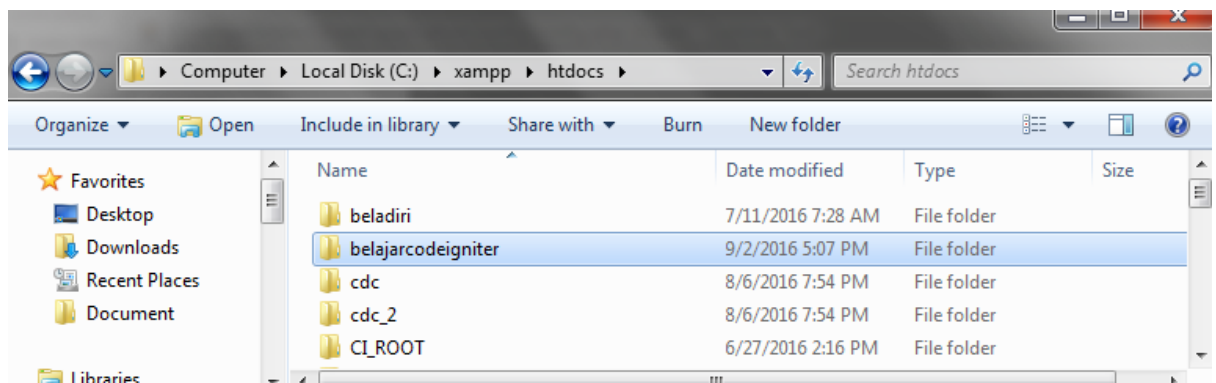 Computer Local Disk (C:) xampp htdocs Search htdocs
Organize Open Include in library Share with Burn New folder
Favorites
Desktop
Downloads
Recent Places
Document
Libraries
Name Date modified Type Size
beladiri 7/11/2016 7:28 AM File folder
belajarcodeigniter 9/2/2016 5:07 PM File folder
cdc 8/6/2016 7:54 PM File folder
cdc_2 8/6/2016 7:54 PM File folder
CI_ROOT 6/27/2016 2:16 PM File folder